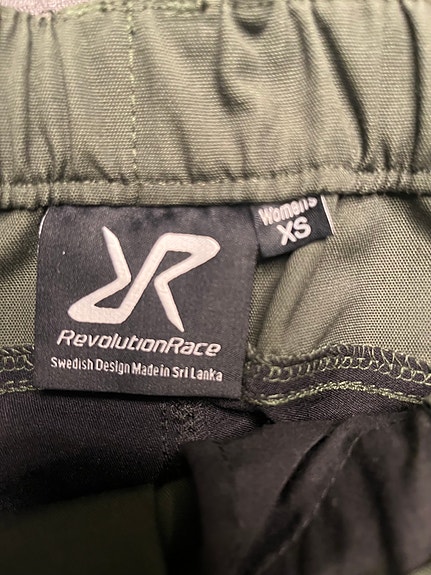 RevolutionRace
Swedish Design Made in Sri Lanka
Womens
XS